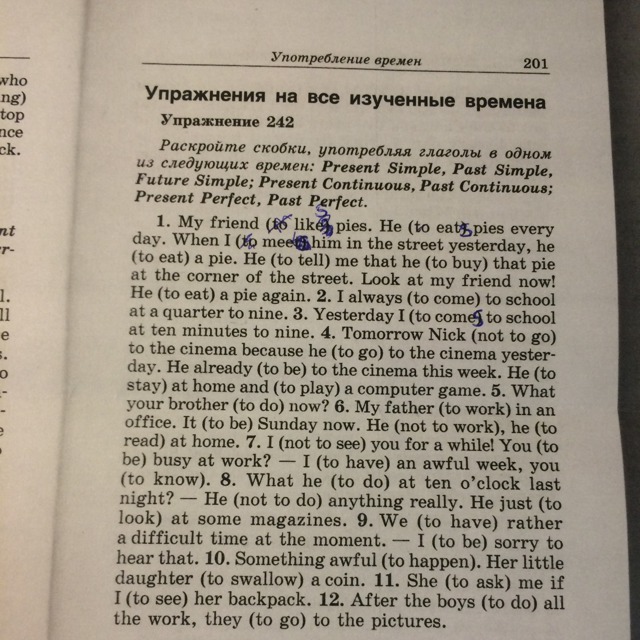 who
ng)
top
nce
ck.
nt
er-
l.
ll
e
s.
o
-
-
e
Употребление времен 201
Упражнения на все изученные времена
Упражнение 242
Раскройте скобки, употребляя глаголы в одном
из следующих времен: Present Simple, Past Simple,
Future Simple; Present Continuous, Past Continuous;
Present Perfect, Past Perfect.
1. My friend (to like) pies. He (to eat) pies every
day. When I (to meet) him in the street yesterday, he
(to eat) a pie. He (to tell) me that he (to buy) that pie
at the corner of the street. Look at my friend now!
He (to eat) a pie again. 2. I always (to come) to school
at a quarter to nine. 3. Yesterday I (to come) to school
at ten minutes to nine. 4. Tomorrow Nick (not to go)
to the cinema because he (to go) to the cinema yester-
day. He already (to be) to the cinema this week. He (to
stay) at home and (to play) a computer game. 5. What
your brother (to do) now? 6. My father (to work) in an
office. It (to be) Sunday now. He (not to work), he (to
read) at home. 7. I (not to see) you for a while! You (to
be) busy at work? — I (to have) an awful week, you
(to know). 8. What he (to do) at ten o'clock last
night? — He (not to do) anything really. He just (to
look) at some magazines. 9. We (to have) rather
a difficult time at the moment. — I (to be) sorry to
hear that. 10. Something awful (to happen). Her little
daughter (to swallow) a coin. 11. She (to ask) me if
I (to see) her backpack. 12. After the boys (to do) all
the work, they (to go) to the pictures.